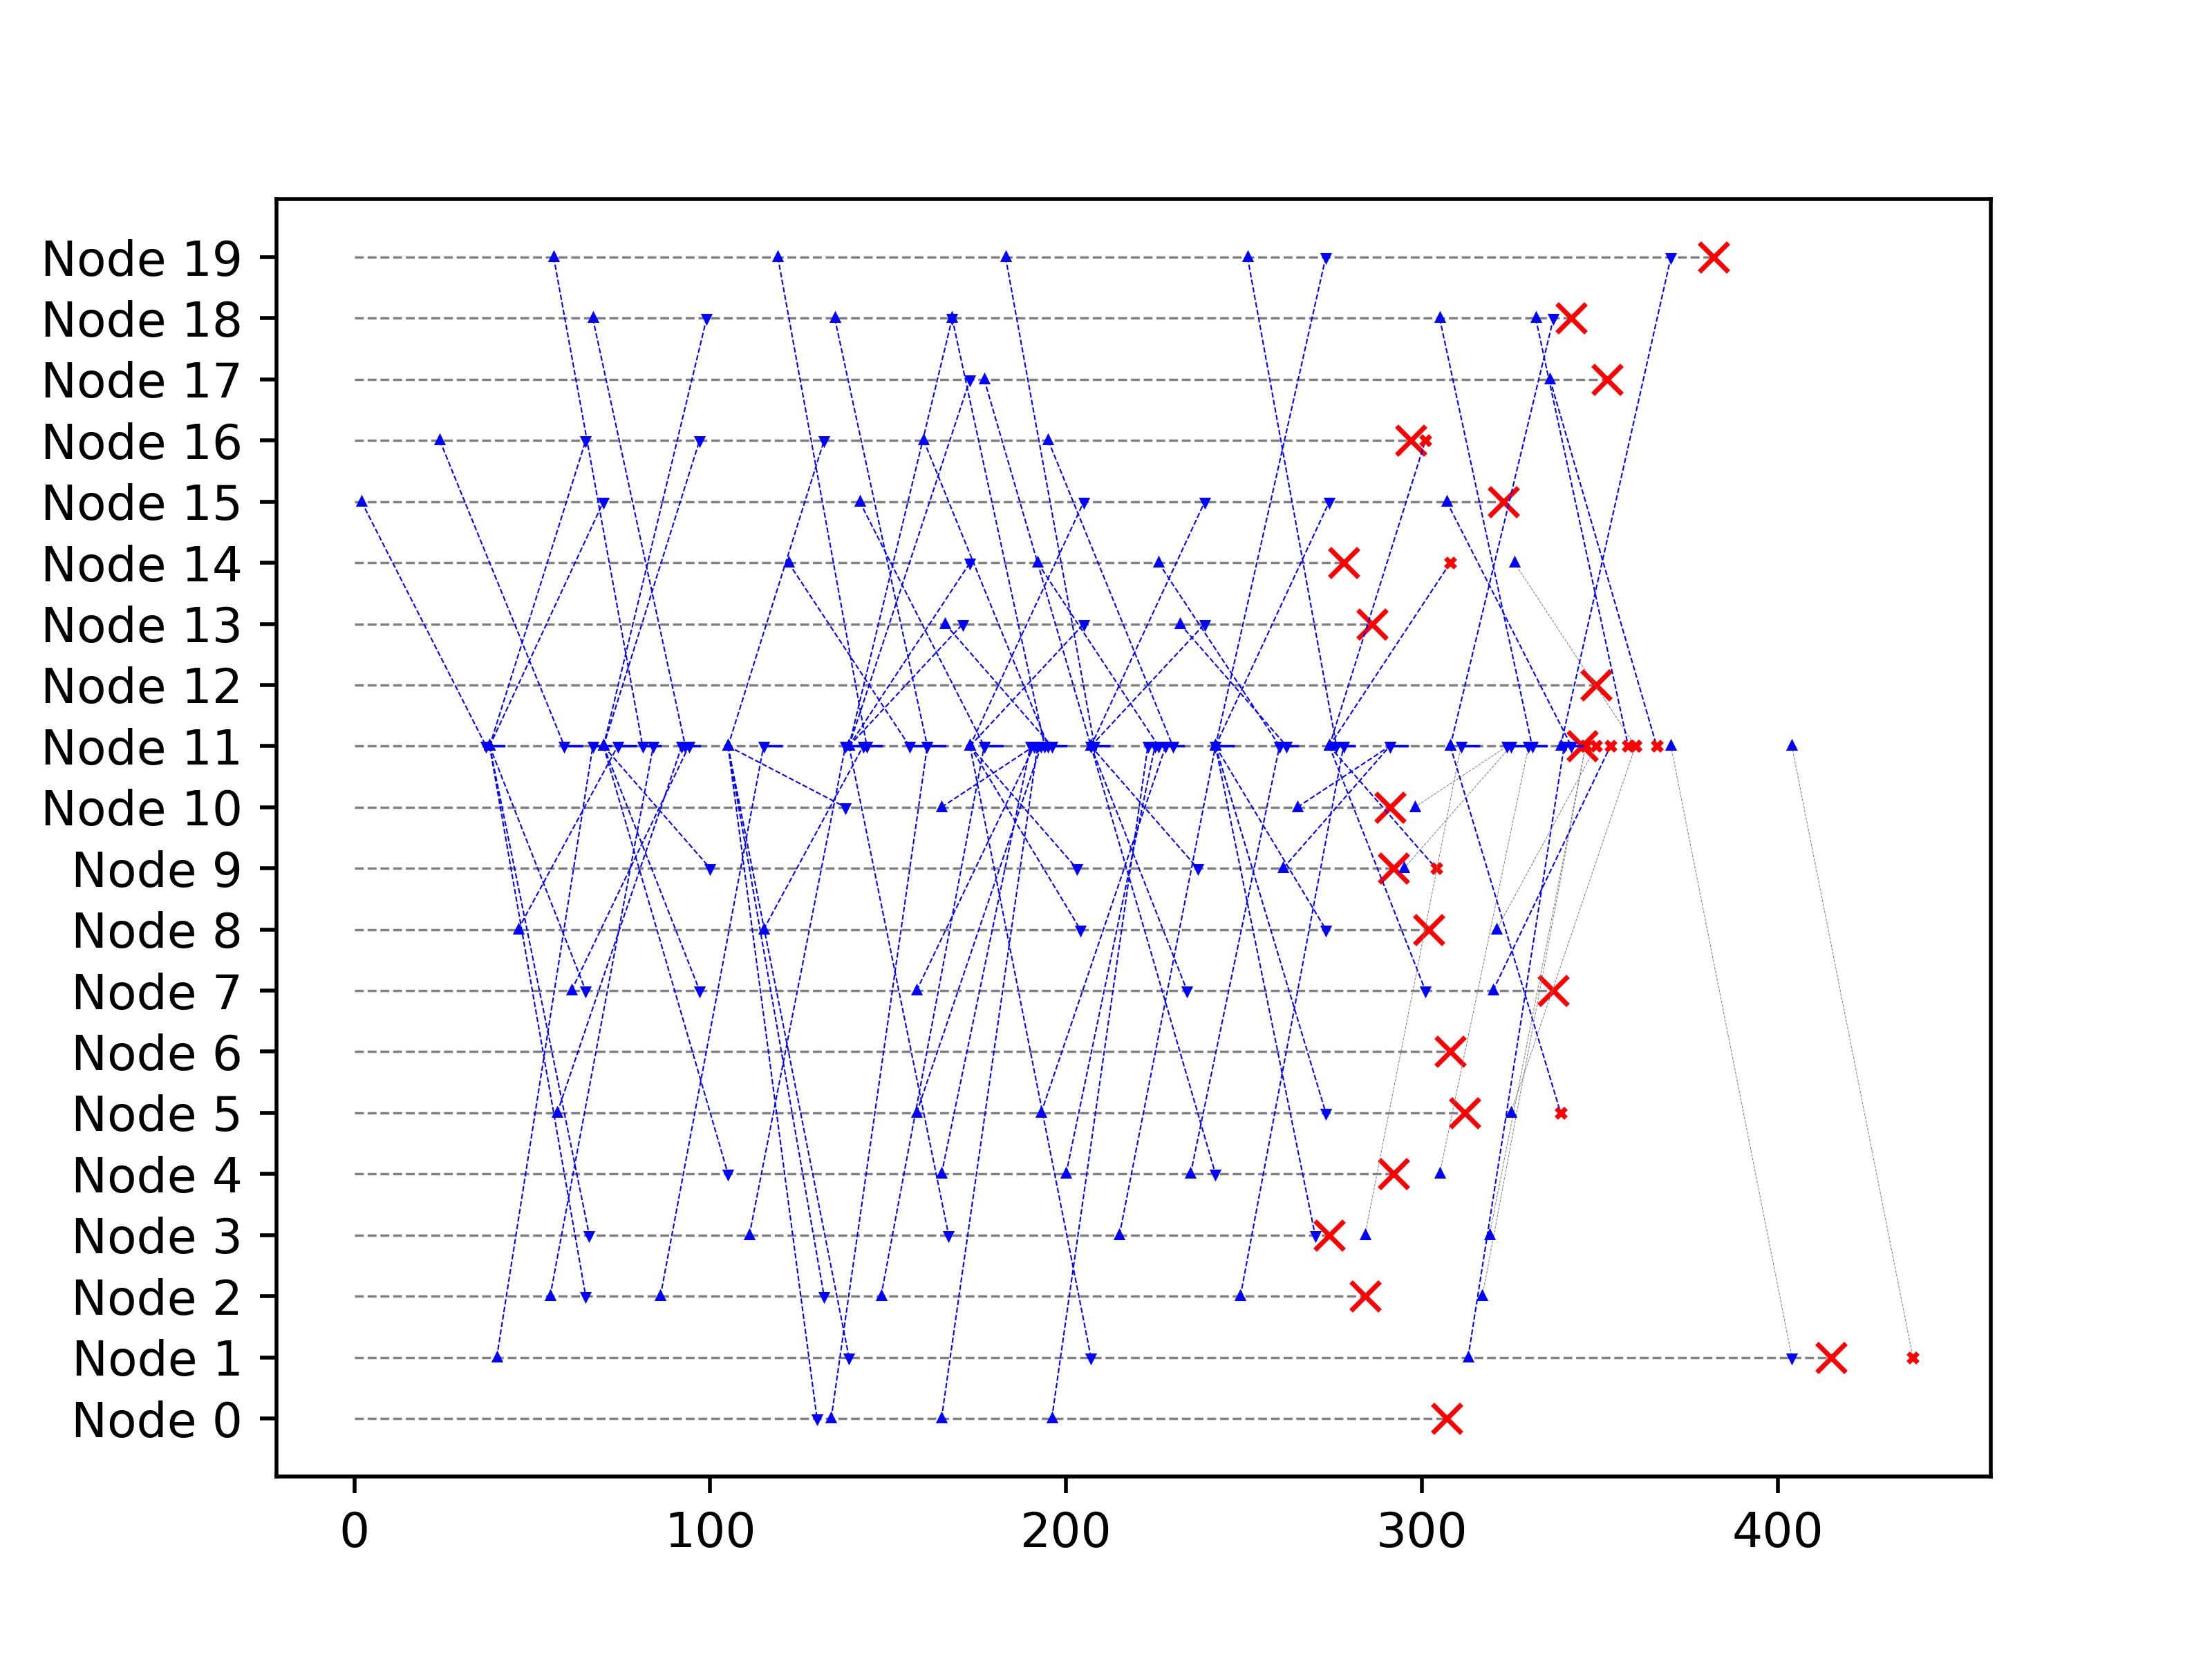 Node 19
Node 18
Node 17
Node 16
Node 15
Node 14
Node 13
Node 12
Node 11
Node 10
Node 9
Node 8
Node 7
Node 6
Node 5
Node 4
Node 3
Node 2
Node 1
Node 0
0 100 200 300 400